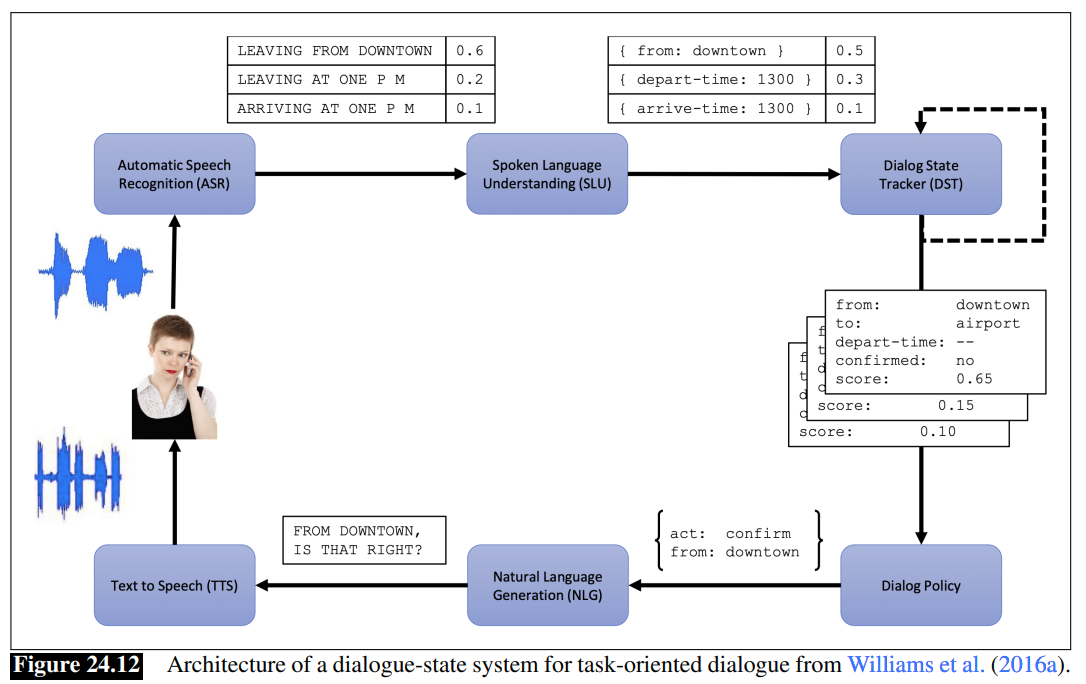 LEAVING FROM DOWNTOWN 0.6
LEAVING AT ONE P M 0.2
ARRIVING AT ONE P M 0.1
{ from: downtown } 0.5
{ depart-time: 1300 } 0.3
{ arrive-time: 1300 } 0.1
Automatic Speech
Recognition (ASR)
Spoken Language
Understanding (SLU)
Dialog State
Tracker (DST)
from: downtown
to: airport
depart-time: --
confirmed: no
score: 0.65
f
t
d
c
score: 0.15
f
t
d
c
score: 0.10
FROM DOWNTOWN,
IS THAT RIGHT?
{ act: confirm
from: downtown }
Text to Speech (TTS)
Natural Language
Generation (NLG)
Dialog Policy
Figure 24.12 Architecture of a dialogue-state system for task-oriented dialogue from Williams et al. (2016a).